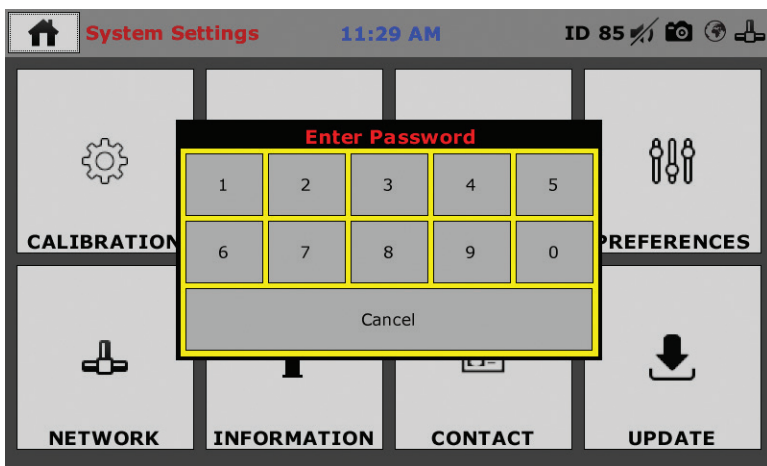 System Settings 11:29 AM ID 85
Enter Password
1 2 3 4 5
CALIBRATION PREFERENCES
6 7 8 9 0
Cancel
NETWORK INFORMATION CONTACT UPDATE